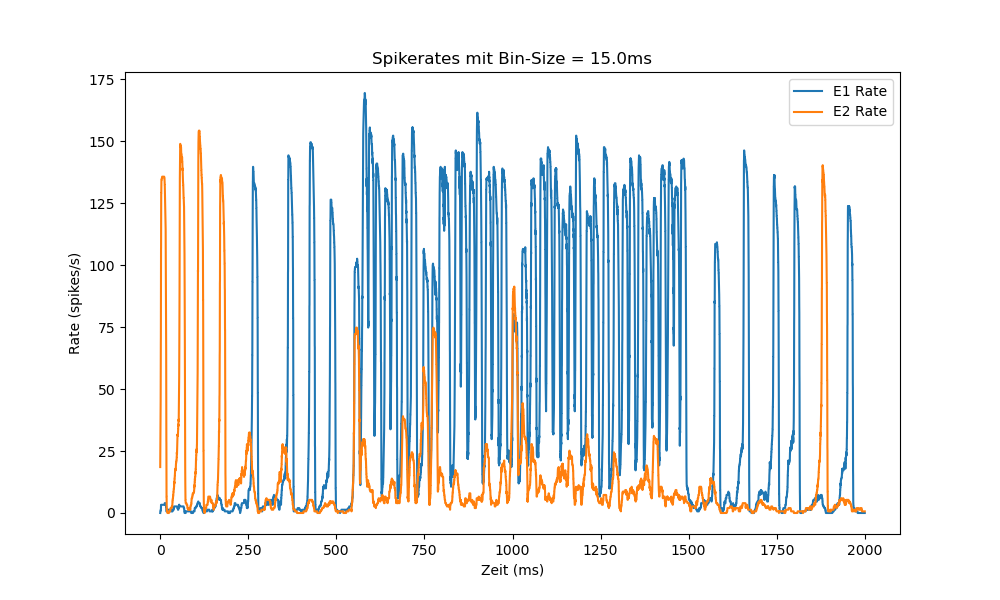 Spikerates mit Bin-Size = 15.0ms
E1 Rate
E2 Rate
Rate (spikes/s)
175
150
125
100
75
50
25
0
0 250 500 750 1000 1250 1500 1750 2000
Zeit (ms)